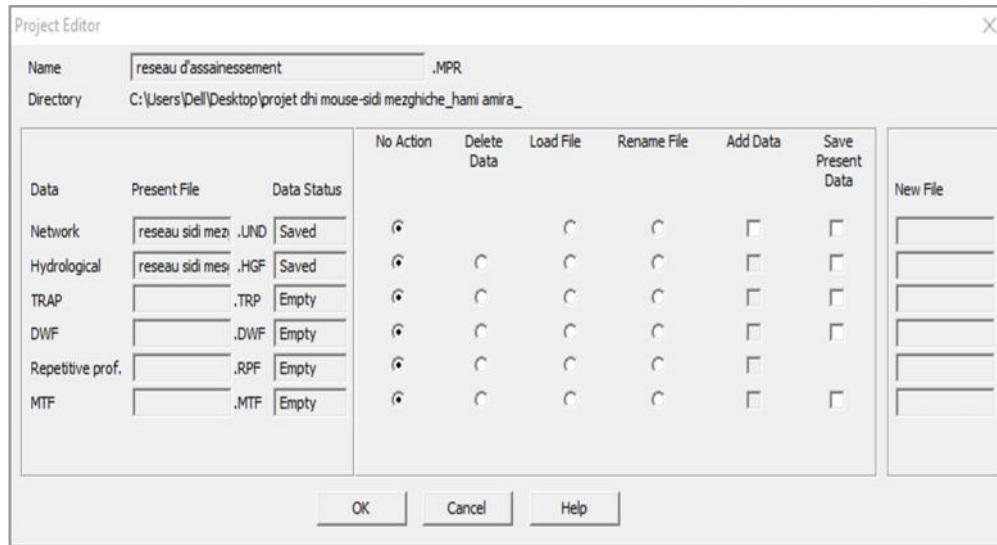 Project Editor
Name reseau d'assainessement .MPR
Directory C:\Users\Dell\Desktop\projet dhi mouse-sidi mezghiche_hami amira_
No Action Delete Data Load File Rename File Add Data Save Present Data
Data Present File Data Status New File
Network reseau sidi mez .UND Saved
Hydrological reseau sidi mes .HGF Saved
TRAP .TRP Empty
DWF .DWF Empty
Repetitive prof. .RPF Empty
MTF .MTF Empty
OK Cancel Help